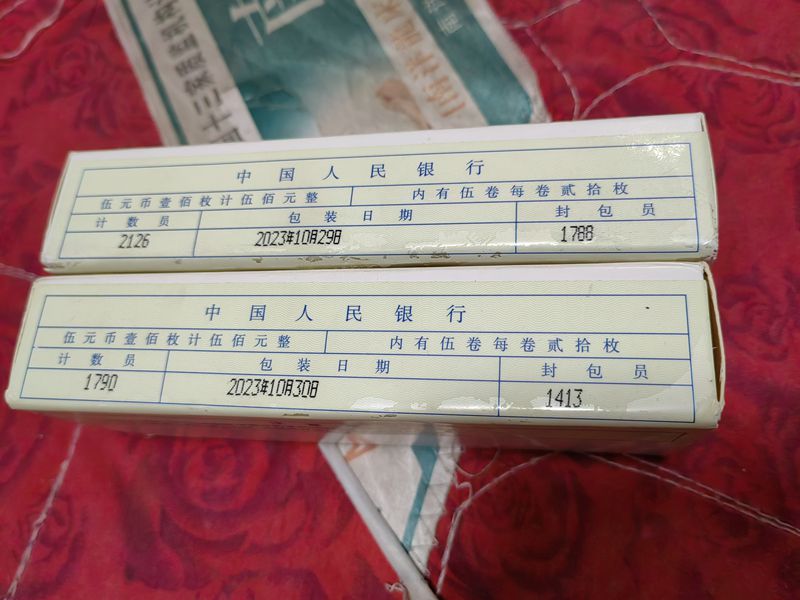 中国人民银行
伍元币壹佰枚计伍佰元整 内有伍卷每卷贰拾枚
计数员 包装日期 封包员
2126 2023年10月29日 1788
中国人民银行
伍元币壹佰枚计伍佰元整 内有伍卷每卷贰拾枚
计数员 包装日期 封包员
1790 2023年10月30日 1413